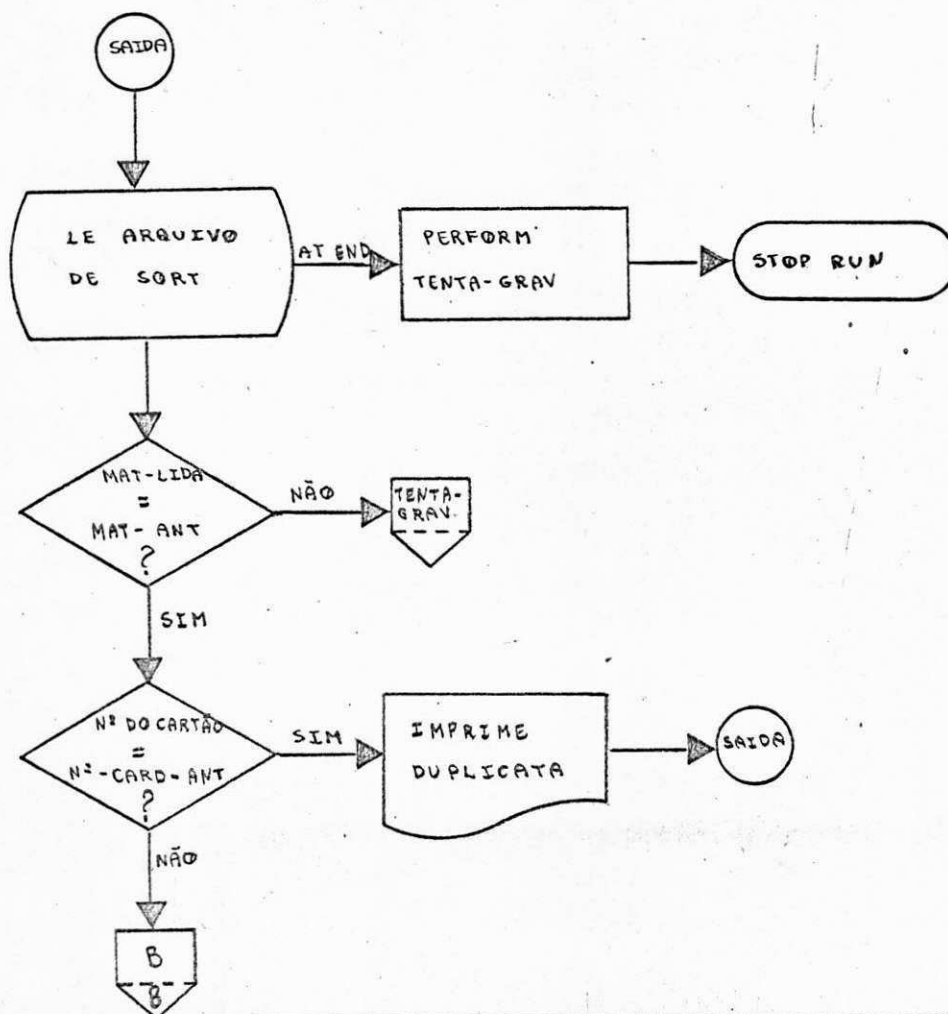 SAIDA
LE ARQUIVO
DE SORT
AT END
PERFORM
TENTA-GRAV
STOP RUN
MAT-LIDA
=
MAT-ANT
?
NÃO
TENTA-
GRAV.
SIM
Nº DO CARTÃO
=
Nº-CARD-ANT
?
SIM
IMPRIME
DUPLICATA
SAIDA
NÃO
B
8